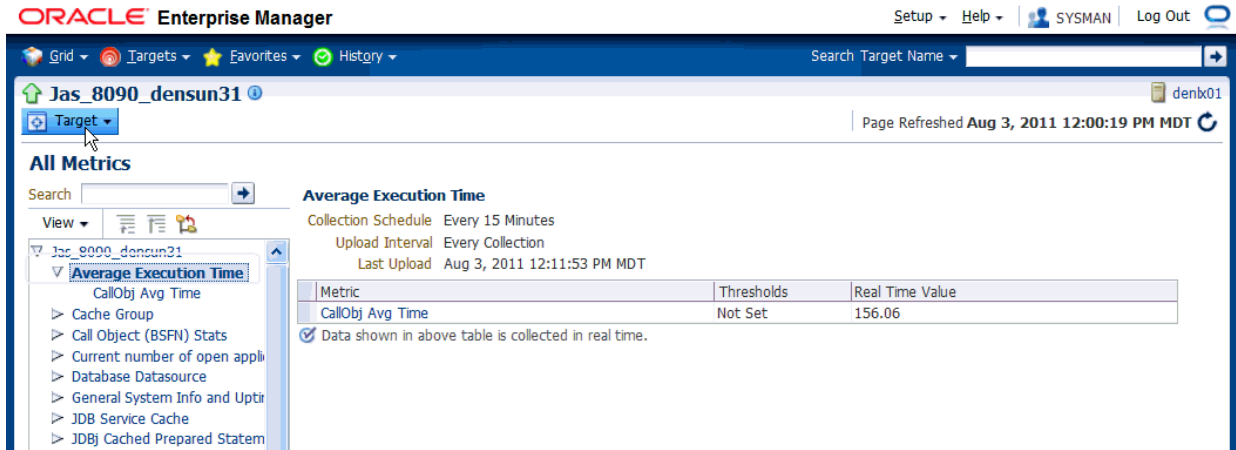 ORACLE Enterprise Manager
Setup Help SYSMAN Log Out
Grid Targets Favorites History Search Target Name
Jas_8090_densun31 denlx01
Target Page Refreshed Aug 3, 2011 12:00:19 PM MDT
All Metrics
Search
View
Jas_8090_densun31
Average Execution Time
CallObj Avg Time
Cache Group
Call Object (BSFN) Stats
Current number of open appli
Database Datasource
General System Info and Uptir
JDB Service Cache
JDBj Cached Prepared Statem
Average Execution Time
Collection Schedule Every 15 Minutes
Upload Interval Every Collection
Last Upload Aug 3, 2011 12:11:53 PM MDT
Metric Thresholds Real Time Value
CallObj Avg Time Not Set 156.06
Data shown in above table is collected in real time.